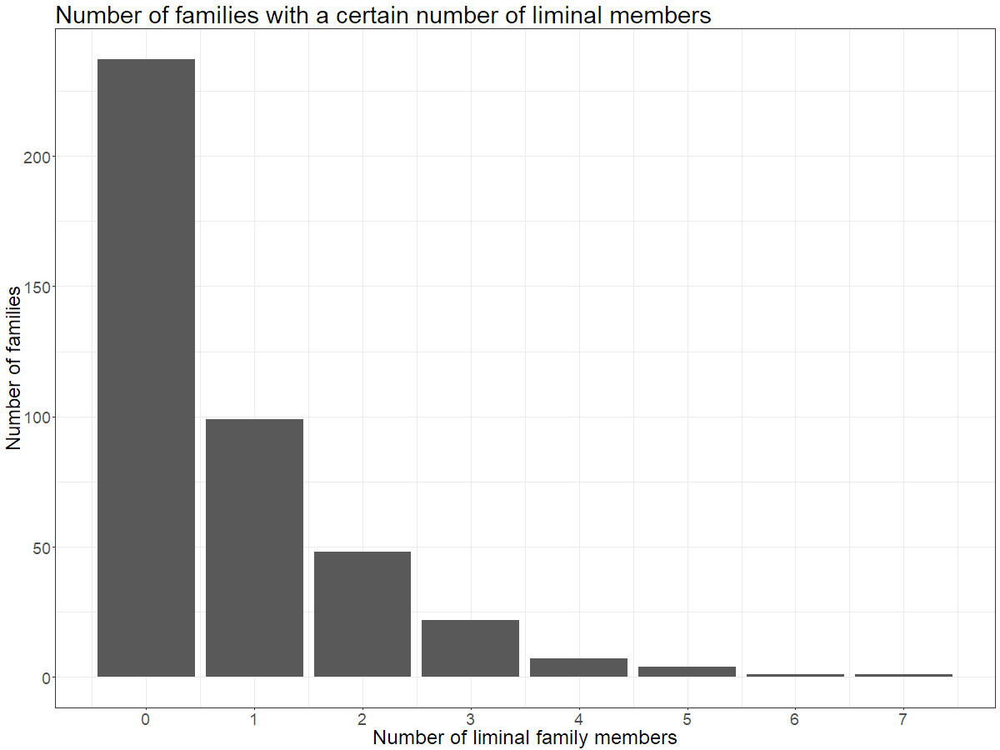 Number of families with a certain number of liminal members
Number of families
200
150
100
50
0
0 1 2 3 4 5 6 7
Number of liminal family members